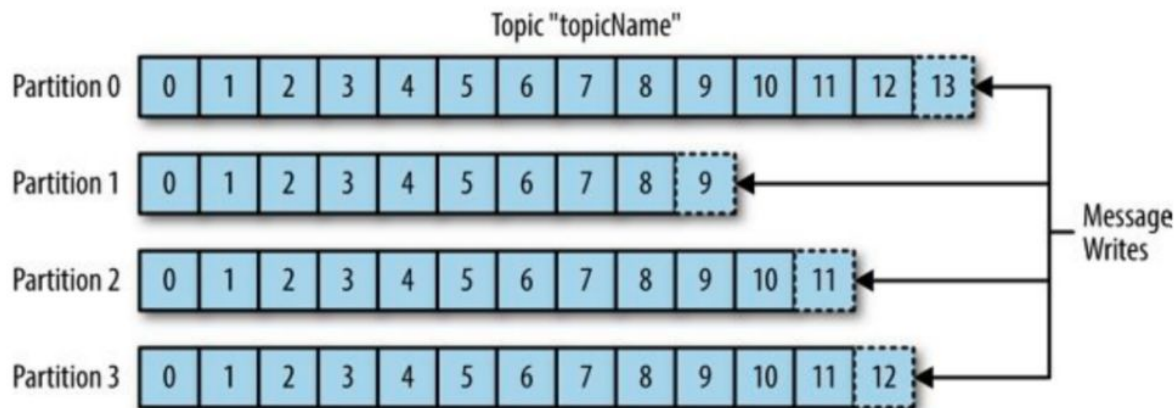 Topic "topicName"
Partition 0 0 1 2 3 4 5 6 7 8 9 10 11 12 13
Partition 1 0 1 2 3 4 5 6 7 8 9
Message
Writes
Partition 2 0 1 2 3 4 5 6 7 8 9 10 11
Partition 3 0 1 2 3 4 5 6 7 8 9 10 11 12